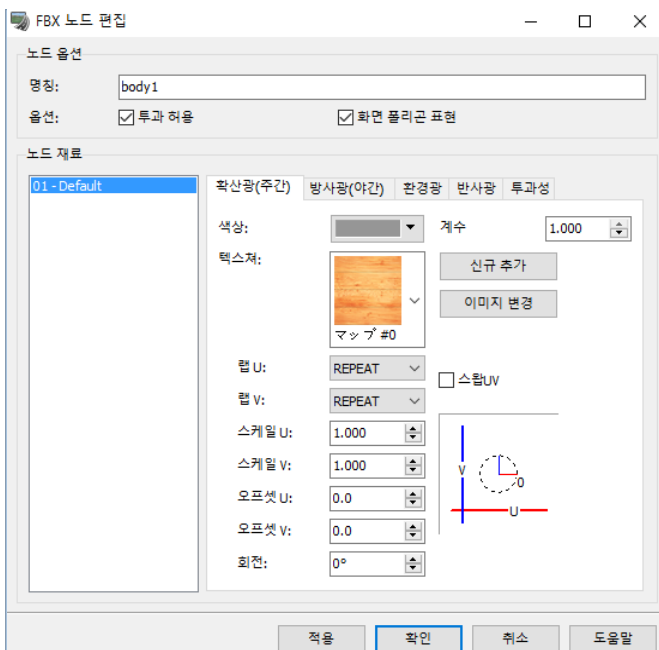 FBX 노드 편집
노드 옵션
명칭: body1
옵션: 투과 허용 화면 폴리곤 표현
노드 재료
01 - Default
확산광(주간) 방사광(야간) 환경광 반사광 투과성
색상: 계수 1.000
텍스쳐: 신규 추가
이미지 변경
マップ #0
랩 U: REPEAT 스왑UV
랩 V: REPEAT
스케일 U: 1.000
스케일 V: 1.000
오프셋 U: 0.0
오프셋 V: 0.0
회전: 0°
V
0
U
적용 확인 취소 도움말